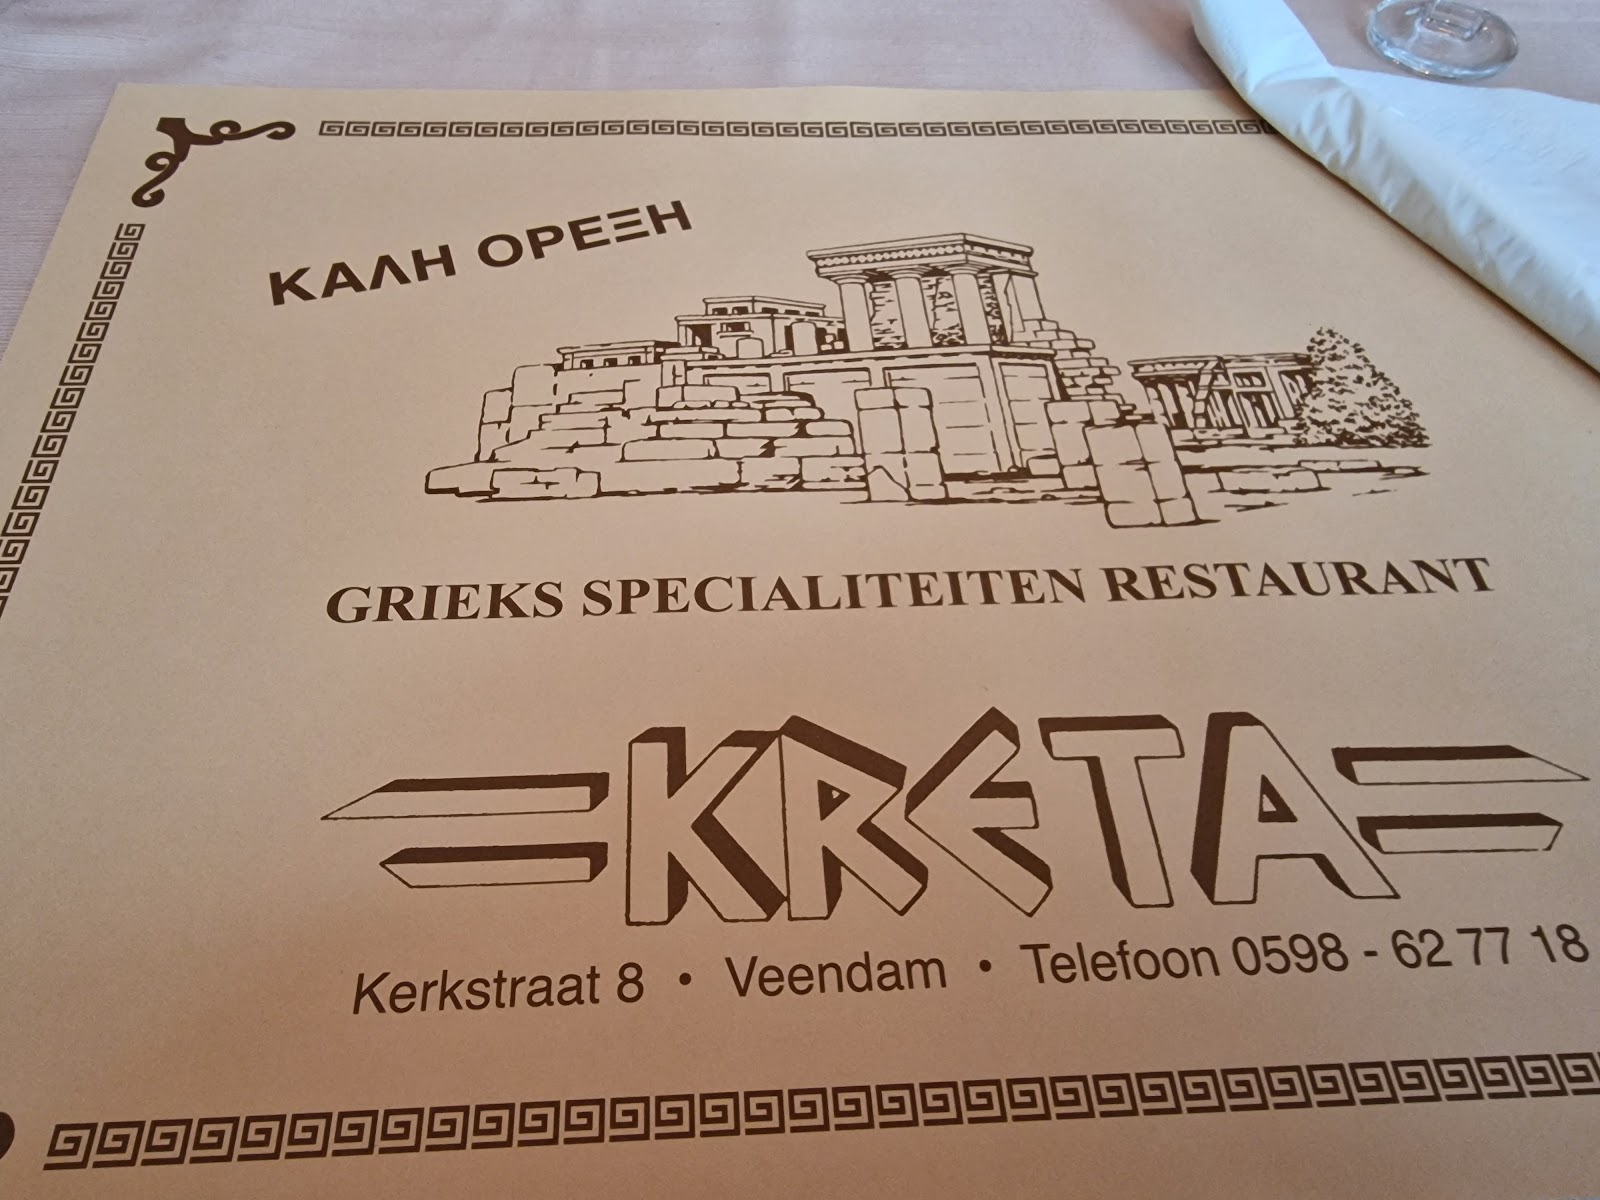 ΚΑΛΗ ΟΡΕΞΗ
GRIEKS SPECIALITEITEN RESTAURANT
KRETA
Kerkstraat 8 • Veendam • Telefoon 0598 - 62 77 18